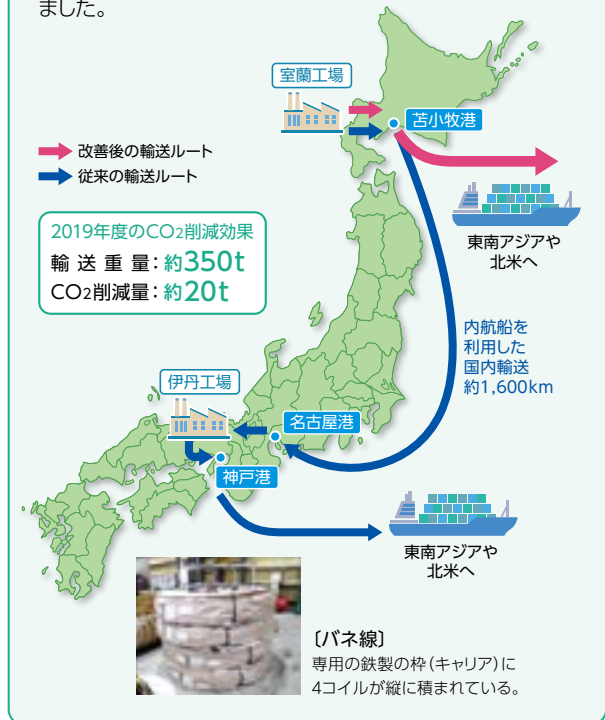 ました。
室蘭工場
苫小牧港
改善後の輸送ルート
従来の輸送ルート
2019年度のCO2削減効果
輸送重量：約350t
CO2削減量：約20t
東南アジアや
北米へ
内航船を
利用した
国内輸送
約1,600km
伊丹工場
名古屋港
神戸港
東南アジアや
北米へ
〔バネ線〕
専用の鉄製の枠（キャリア）に
4コイルが縦に積まれている。